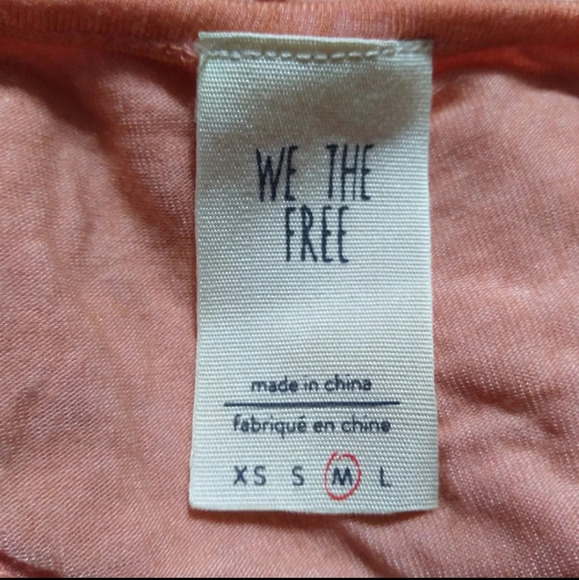 WE THE
FREE
made in china
fabriqué en chine
XS S M L